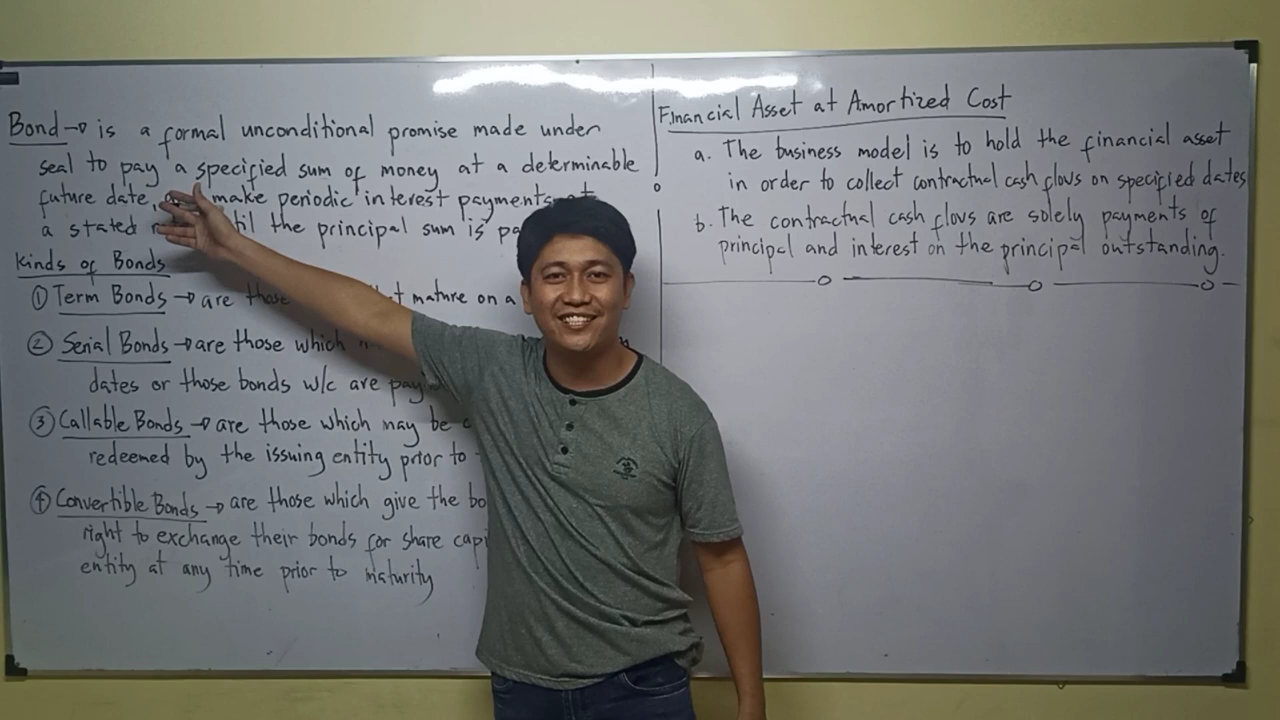 Bond → is a formal unconditional promise made under
seal to pay a specified sum of money at a determinable
future date, make periodic interest payments at
a stated the principal sum is
Kinds of Bonds
① Term Bonds → are those mature on a
② Serial Bonds → are those which
dates or those bonds w/c are
③ Callable Bonds → are those which may be
redeemed by the issuing entity prior to
④ Convertible Bonds → are those which give the
right to exchange their bonds for share
entity at any time prior to maturity
Financial Asset at Amortized Cost
a. The business model is to hold the financial asset
in order to collect contractual cash flows on specified dates
b. The contractual cash flows are solely payments of
principal and interest on the principal outstanding.